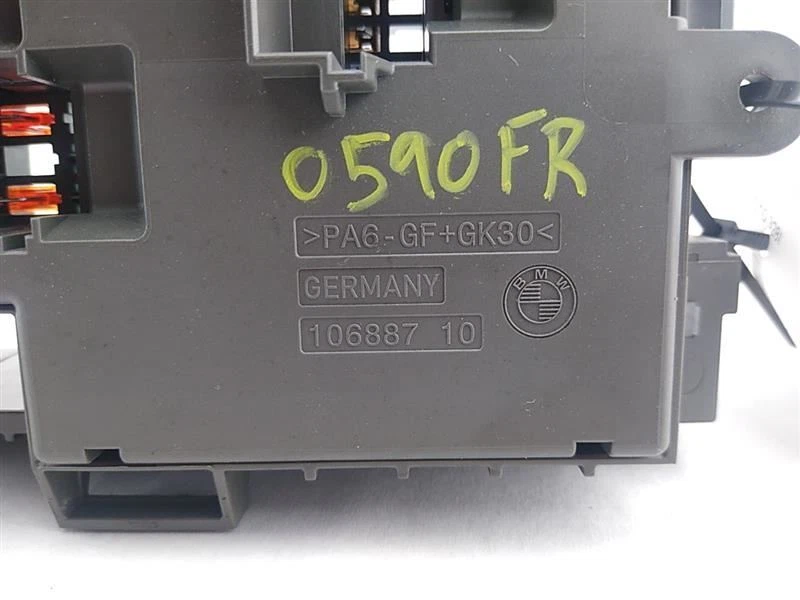 0590FR
>PA6-GF+GK30<
GERMANY
BMW
106887 10